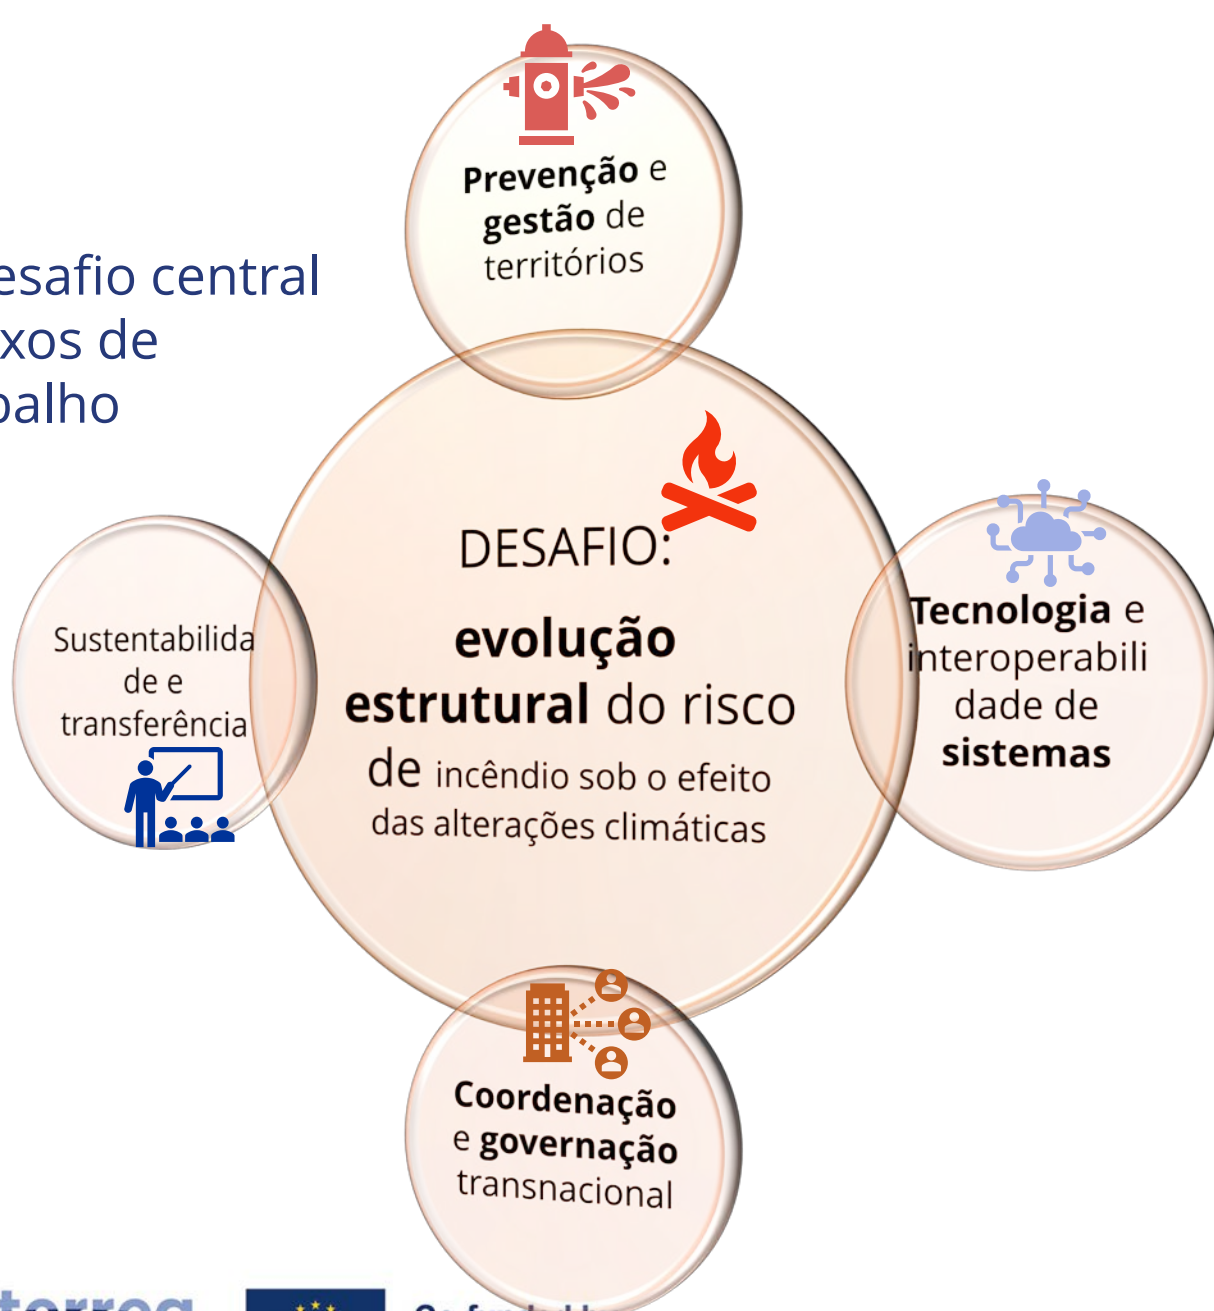 Prevenção e
gestão de
territórios
esafio central
xos de
balho
DESAFIO:
evolução
estrutural do risco
de incêndio sob o efeito
das alterações climáticas
Sustentabilida
de e
transferência
Tecnologia e
interoperabili
dade de
sistemas
Coordenação
e governação
transnacional
terreg